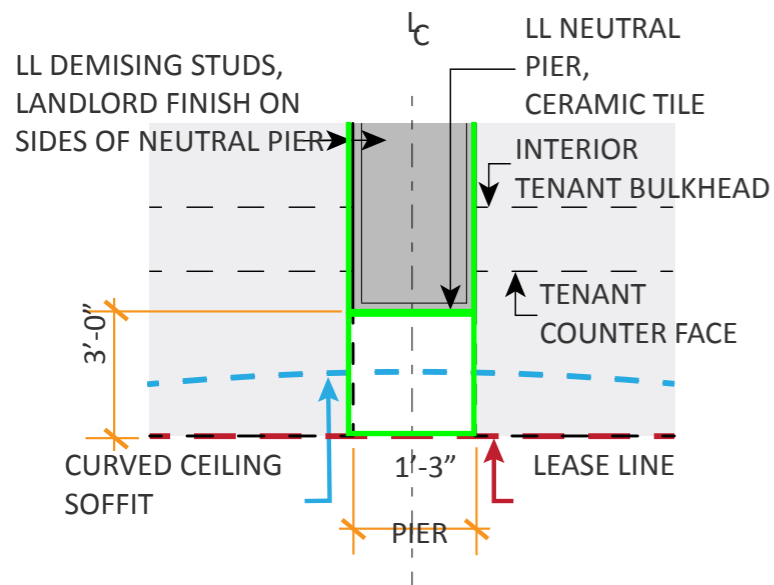 ℄
LL DEMISING STUDS,
LANDLORD FINISH ON
SIDES OF NEUTRAL PIER
LL NEUTRAL
PIER,
CERAMIC TILE
INTERIOR
TENANT BULKHEAD
TENANT
COUNTER FACE
3'-0”
CURVED CEILING
SOFFIT
1'-3”
PIER
LEASE LINE